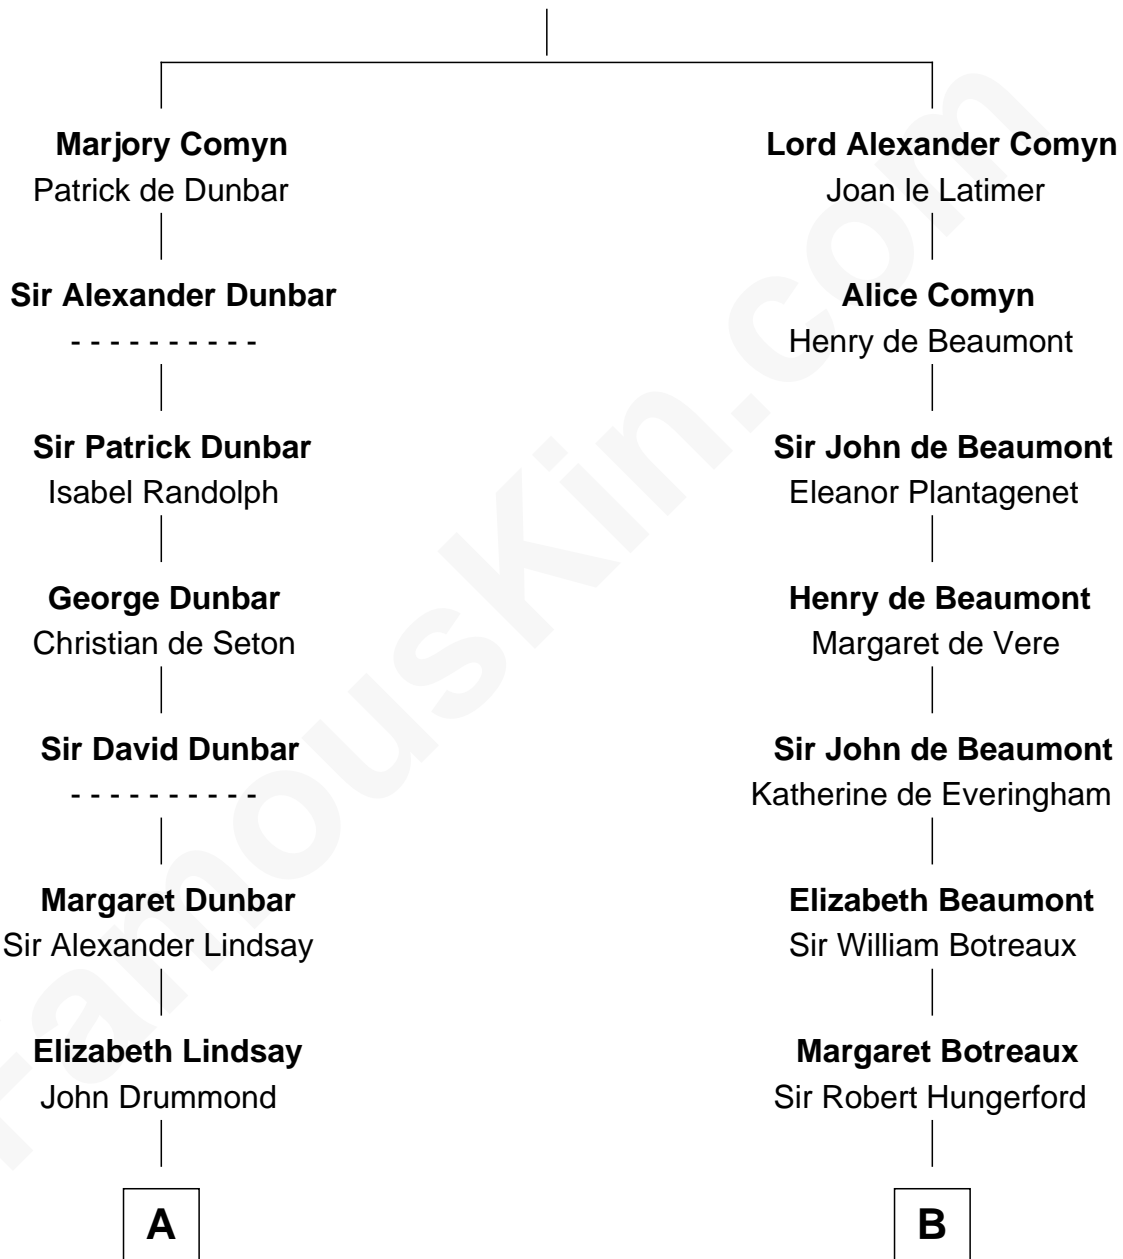 Marjory Comyn
Patrick de Dunbar
Sir Alexander Dunbar
- - - - - - - - - -
Sir Patrick Dunbar
Isabel Randolph
George Dunbar
Christian de Seton
Sir David Dunbar
- - - - - - - - - -
Margaret Dunbar
Sir Alexander Lindsay
Elizabeth Lindsay
John Drummond
A
Lord Alexander Comyn
Joan le Latimer
Alice Comyn
Henry de Beaumont
Sir John de Beaumont
Eleanor Plantagenet
Henry de Beaumont
Margaret de Vere
Sir John de Beaumont
Katherine de Everingham
Elizabeth Beaumont
Sir William Botreaux
Margaret Botreaux
Sir Robert Hungerford
B
FamousKin.com